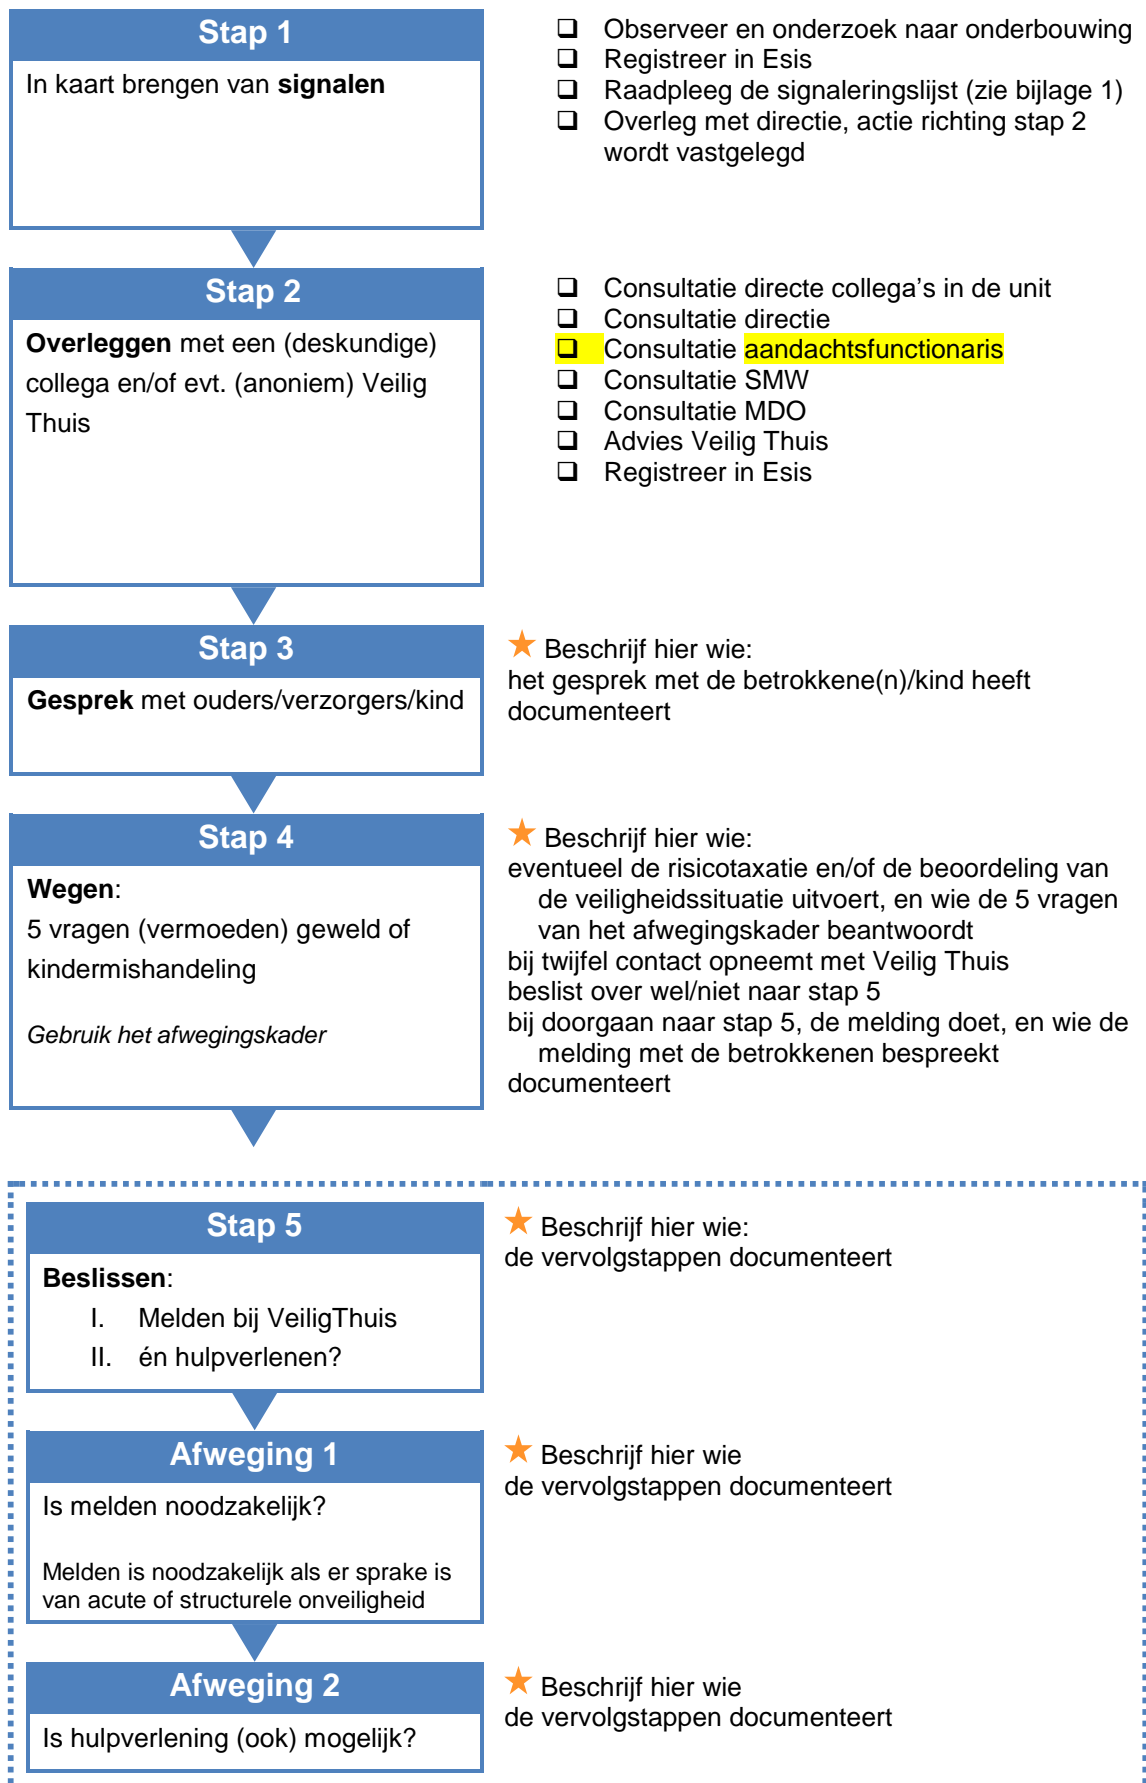 Stap 1
In kaart brengen van signalen
❑ Observeer en onderzoek naar onderbouwing
❑ Registreer in Esis
❑ Raadpleeg de signaleringslijst (zie bijlage 1)
❑ Overleg met directie, actie richting stap 2
wordt vastgelegd
Stap 2
Overleggen met een (deskundige)
collega en/of evt. (anoniem) Veilig
Thuis
❑ Consultatie directe collega's in de unit
❑ Consultatie directie
❑ Consultatie aandachtsfunctionaris
❑ Consultatie SMW
❑ Consultatie MDO
❑ Advies Veilig Thuis
❑ Registreer in Esis
Stap 3
Gesprek met ouders/verzorgers/kind
★ Beschrijf hier wie:
het gesprek met de betrokkene(n)/kind heeft
documenteert
Stap 4
Wegen:
5 vragen (vermoeden) geweld of
kindermishandeling
Gebruik het afwegingskader
★ Beschrijf hier wie:
eventueel de risicotaxatie en/of de beoordeling van
de veiligheidssituatie uitvoert, en wie de 5 vragen
van het afwegingskader beantwoordt
bij twijfel contact opneemt met Veilig Thuis
beslist over wel/niet naar stap 5
bij doorgaan naar stap 5, de melding doet, en wie de
melding met de betrokkenen bespreekt
documenteert
Stap 5
Beslissen:
I. Melden bij VeiligThuis
II. én hulpverlenen?
★ Beschrijf hier wie:
de vervolgstappen documenteert
Afweging 1
Is melden noodzakelijk?
Melden is noodzakelijk als er sprake is
van acute of structurele onveiligheid
★ Beschrijf hier wie
de vervolgstappen documenteert
Afweging 2
Is hulpverlening (ook) mogelijk?
★ Beschrijf hier wie
de vervolgstappen documenteert